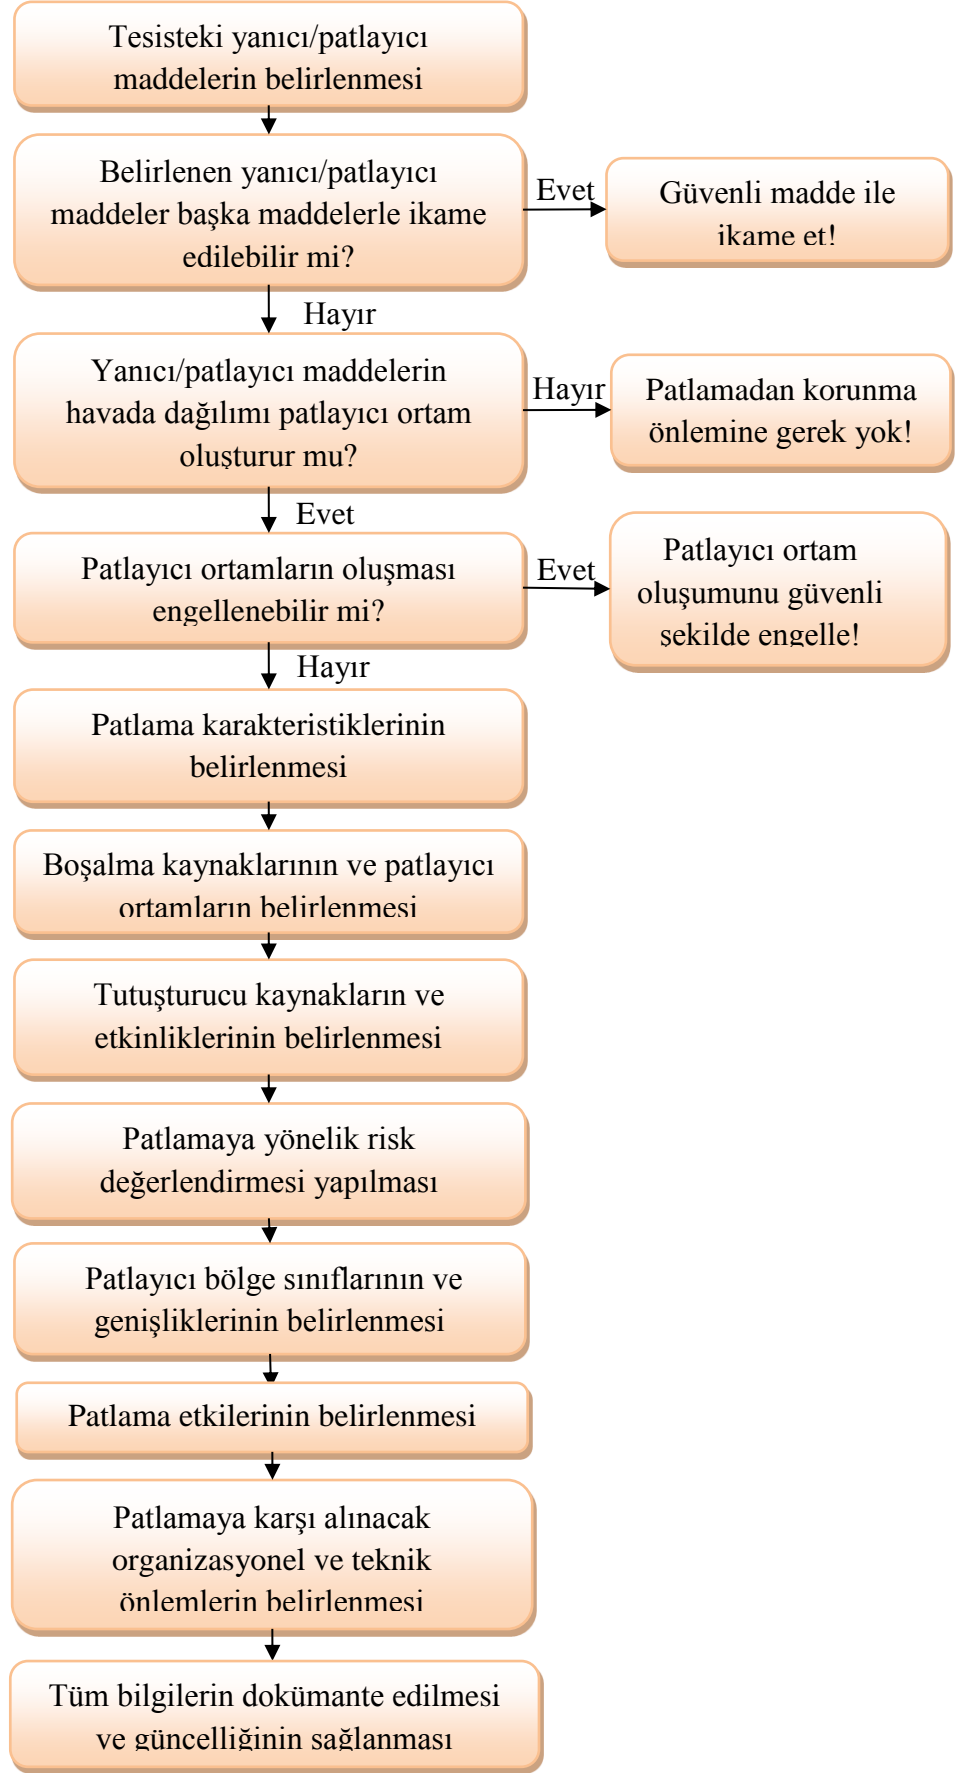 Tesisteki yanıcı/patlayıcı
maddelerin belirlenmesi
Belirlenen yanıcı/patlayıcı
maddeler başka maddelerle ikame
edilebilir mi?
Evet
Güvenli madde ile
ikame et!
Hayır
Yanıcı/patlayıcı maddelerin
havada dağılımı patlayıcı ortam
oluşturur mu?
Hayır
Patlamadan korunma
önlemine gerek yok!
Evet
Patlayıcı ortamların oluşması
engellenebilir mi?
Evet
Patlayıcı ortam
oluşumunu güvenli
şekilde engelle!
Hayır
Patlama karakteristiklerinin
belirlenmesi
Boşalma kaynaklarının ve patlayıcı
ortamların belirlenmesi
Tutuşturucu kaynakların ve
etkinliklerinin belirlenmesi
Patlamaya yönelik risk
değerlendirmesi yapılması
Patlayıcı bölge sınıflarının ve
genişliklerinin belirlenmesi
Patlama etkilerinin belirlenmesi
Patlamaya karşı alınacak
organizasyonel ve teknik
önlemlerin belirlenmesi
Tüm bilgilerin dokümante edilmesi
ve güncelliğinin sağlanması